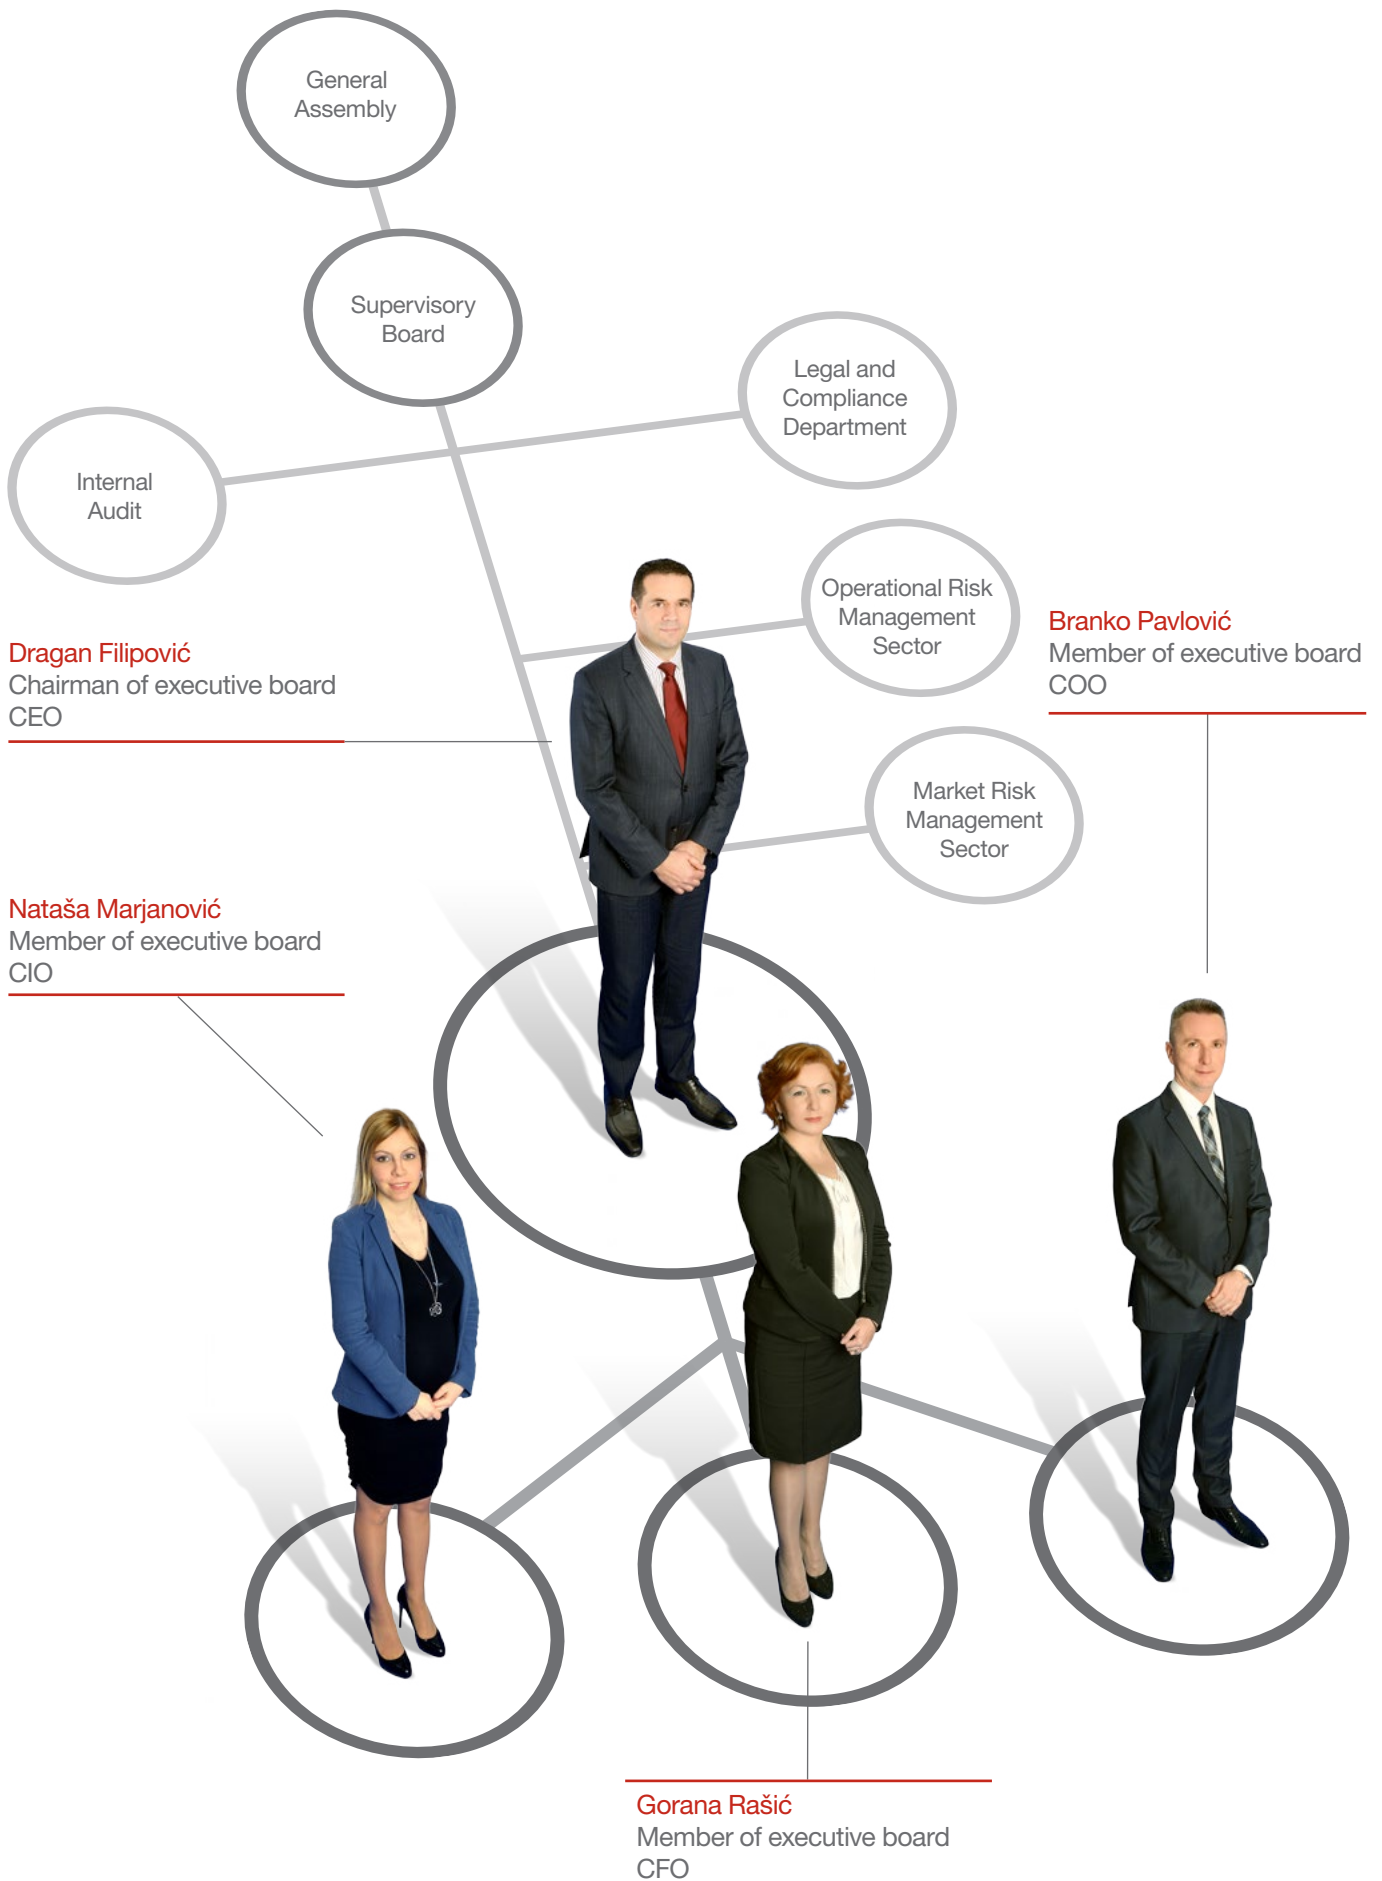 General
Assembly
Supervisory
Board
Legal and
Compliance
Department
Internal
Audit
Operational Risk
Management
Sector
Branko Pavlović
Member of executive board
COO
Dragan Filipović
Chairman of executive board
CEO
Market Risk
Management
Sector
Nataša Marjanović
Member of executive board
CIO
Gorana Rašić
Member of executive board
CFO